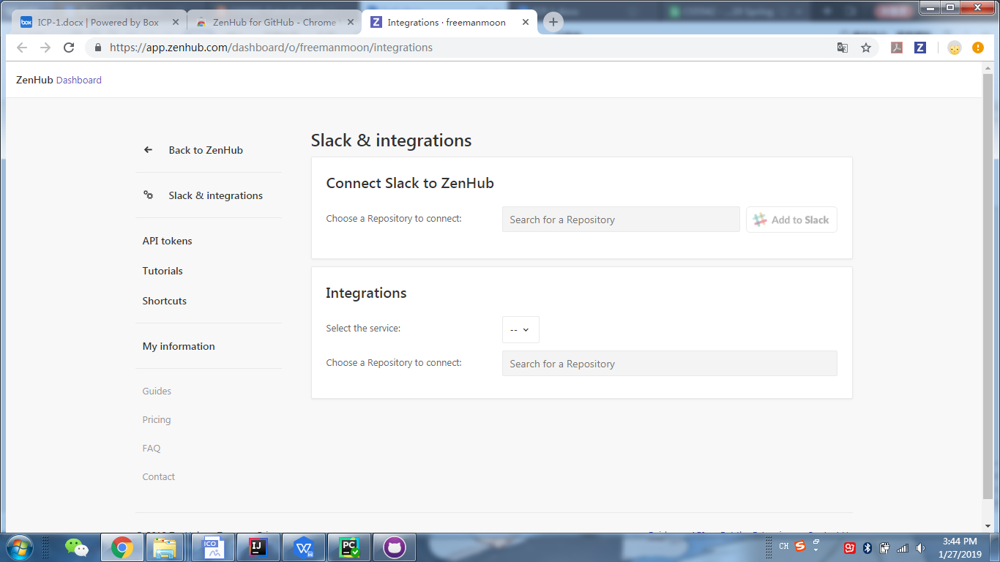 ICP-1.docx | Powered by Box
ZenHub for GitHub - Chrome
Integrations · freemanmoon
https://app.zenhub.com/dashboard/o/freemanmoon/integrations
ZenHub Dashboard
Back to ZenHub
Slack & integrations
API tokens
Tutorials
Shortcuts
My information
Guides
Pricing
FAQ
Contact
Slack & integrations
Connect Slack to ZenHub
Choose a Repository to connect:
Search for a Repository
Add to Slack
Integrations
Select the service:
--
Choose a Repository to connect:
Search for a Repository
CH
3:44 PM
1/27/2019